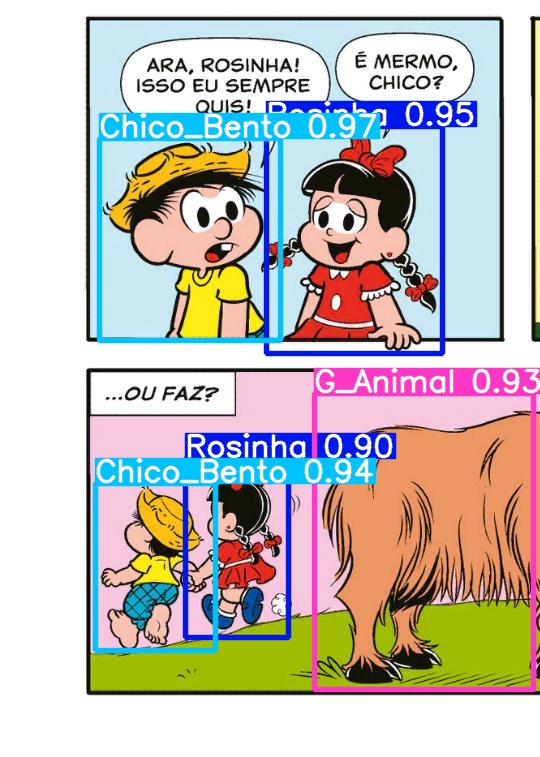 ARA, ROSINHA!
ISSO EU SEMPRE
QUIS!
É MERMO,
CHICO?
Rosinha 0.95
Chico_Bento 0.97
...OU FAZ?
G_Animal 0.93
Rosinha 0.90
Chico_Bento 0.94